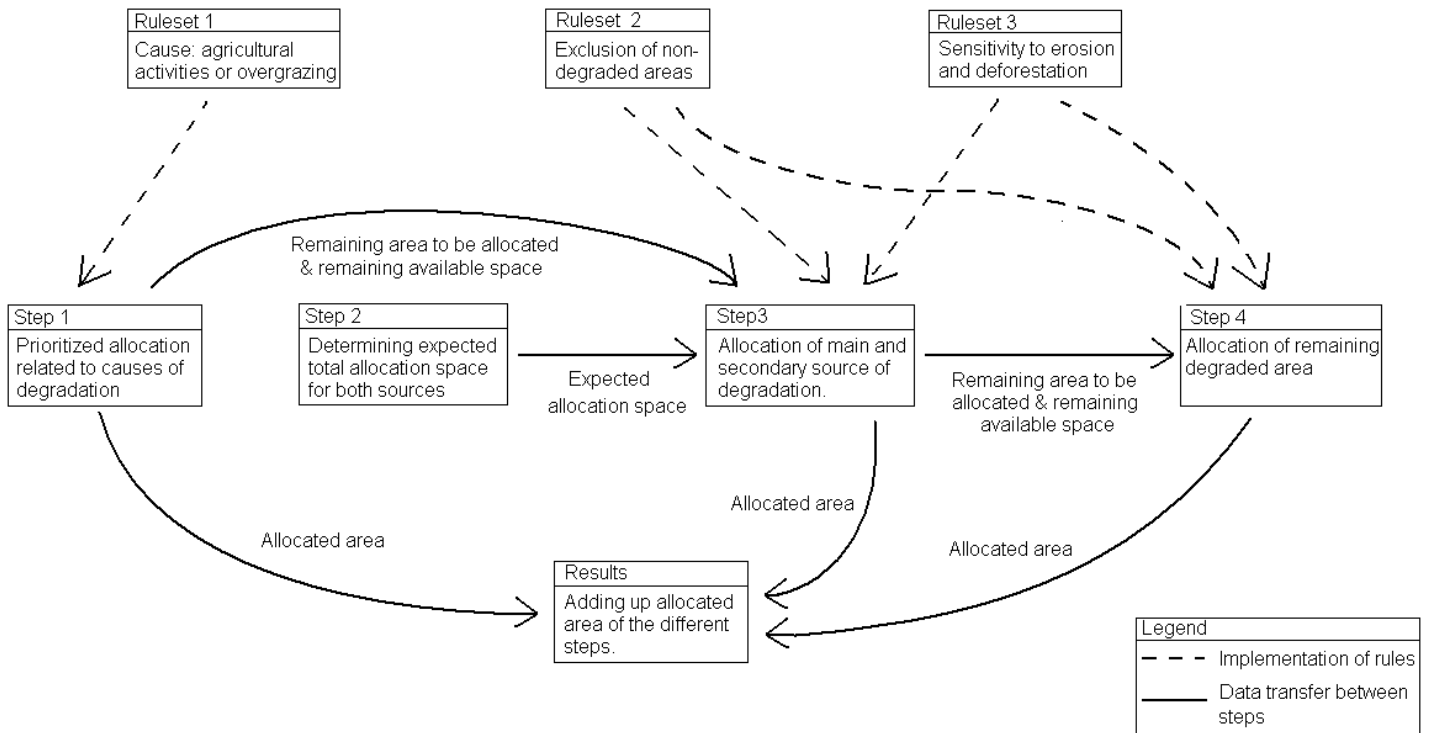 Ruleset 1
Cause: agricultural
activities or overgrazing
Ruleset 2
Exclusion of non-
degraded areas
Ruleset 3
Sensitivity to erosion
and deforestation
Remaining area to be allocated
& remaining available space
Step 1
Prioritized allocation
related to causes of
degradation
Step 2
Determining expected
total allocation space
for both sources
Expected
allocation space
Step3
Allocation of main and
secondary source of
degradation.
Remaining area to be
allocated & remaining
available space
Step 4
Allocation of remaining
degraded area
Allocated area
Allocated area
Allocated area
Results
Adding up allocated
area of the different
steps.
Legend
Implementation of rules
Data transfer between
steps